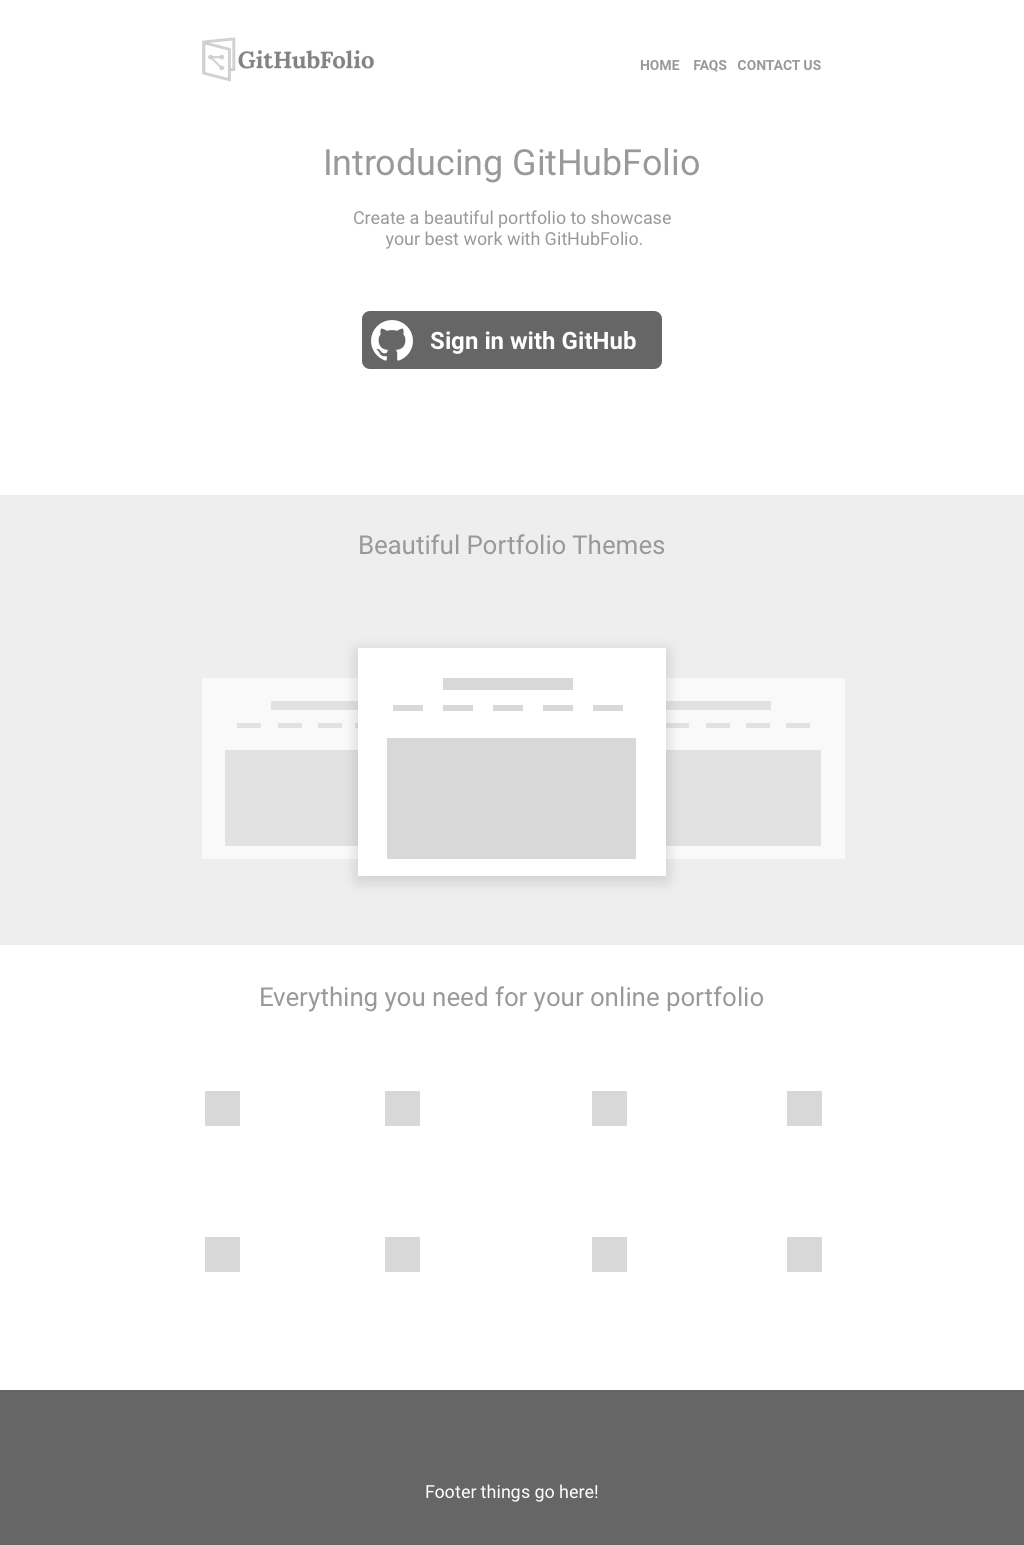 GitHubFolio
HOME FAQS CONTACT US
Introducing GitHubFolio
Create a beautiful portfolio to showcase
your best work with GitHubFolio.
Sign in with GitHub
Beautiful Portfolio Themes
Everything you need for your online portfolio
Footer things go here!